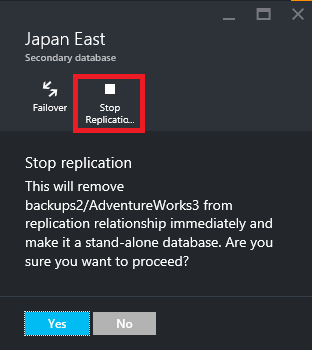 Japan East
Secondary database
Failover
Stop
Replicatio...
Stop replication
This will remove
backups2/AdventureWorks3 from
replication relationship immediately and
make it a stand-alone database. Are you
sure you want to proceed?
Yes
No